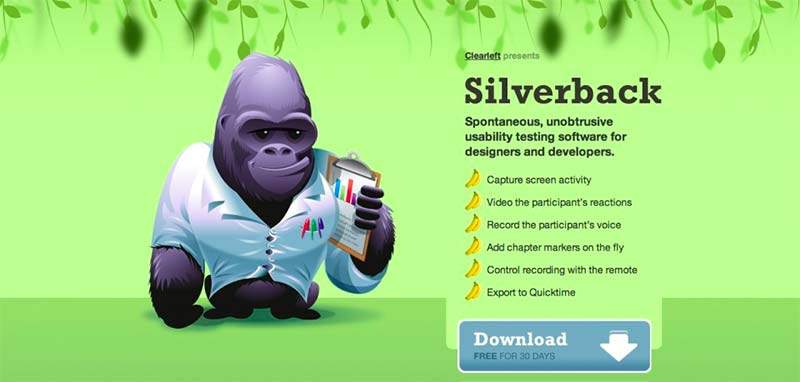 Clearleft presents
Silverback
Spontaneous, unobtrusive
usability testing software for
designers and developers.
Capture screen activity
Video the participant's reactions
Record the participant's voice
Add chapter markers on the fly
Control recording with the remote
Export to Quicktime
Download
FREE FOR 30 DAYS